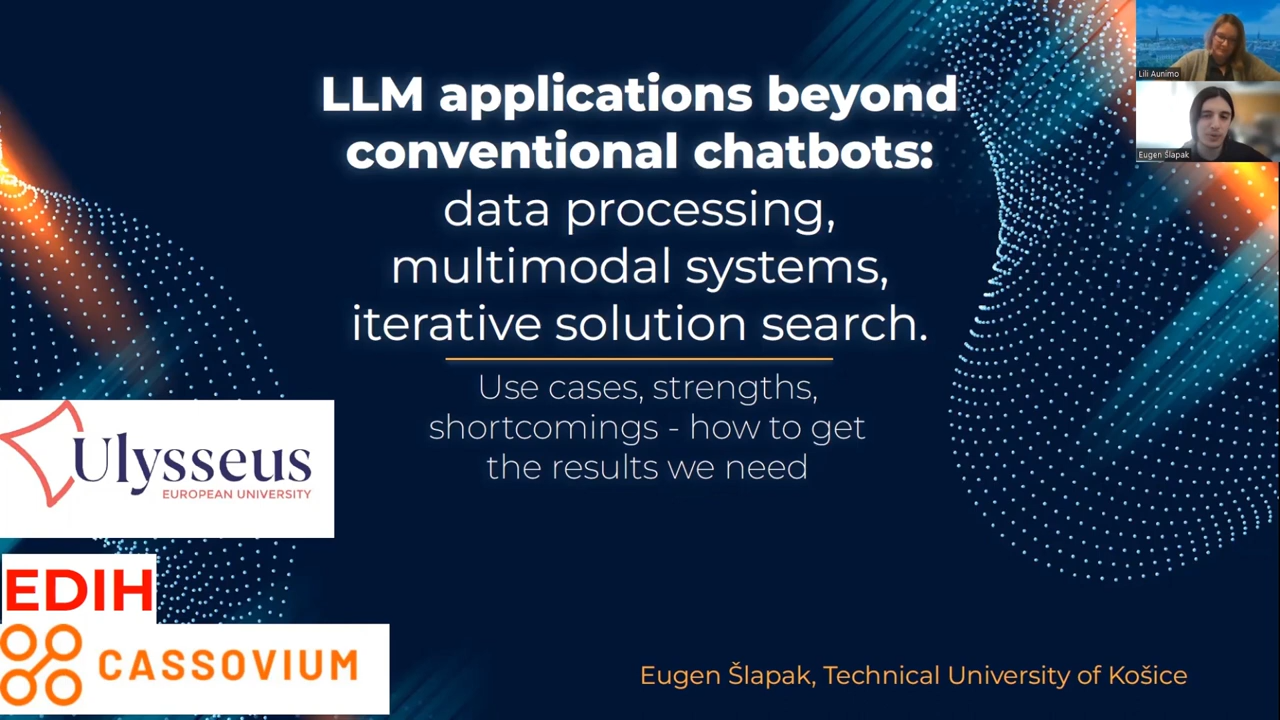 LLM applications beyond
conventional chatbots:
data processing,
multimodal systems,
iterative solution search.
Use cases, strengths,
shortcomings - how to get
the results we need
Ulysseus
EUROPEAN UNIVERSITY
EDIH
CASSOVIUM
Eugen Šlapak, Technical University of Košice
Lili Aunimo
Eugen Šlapak